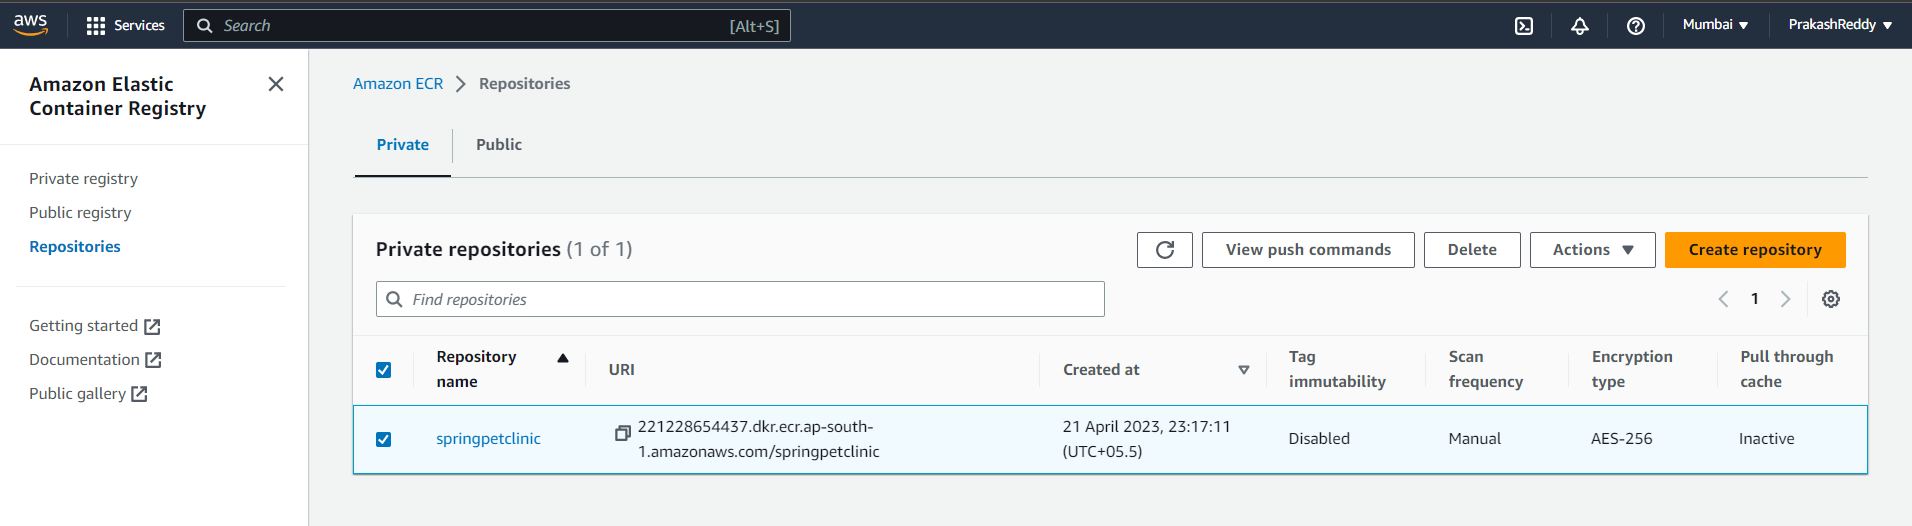 aws
Services
Search [Alt+S]
Mumbai ▼
PrakashReddy ▼
Amazon Elastic
Container Registry
Private registry
Public registry
Repositories
Getting started
Documentation
Public gallery
Amazon ECR > Repositories
Private
Public
Private repositories (1 of 1)
View push commands
Delete
Actions ▼
Create repository
Find repositories
1
Repository
name
URI
Created at
Tag
immutability
Scan
frequency
Encryption
type
Pull through
cache
springpetclinic
221228654437.dkr.ecr.ap-south-
1.amazonaws.com/springpetclinic
21 April 2023, 23:17:11
(UTC+05.5)
Disabled
Manual
AES-256
Inactive